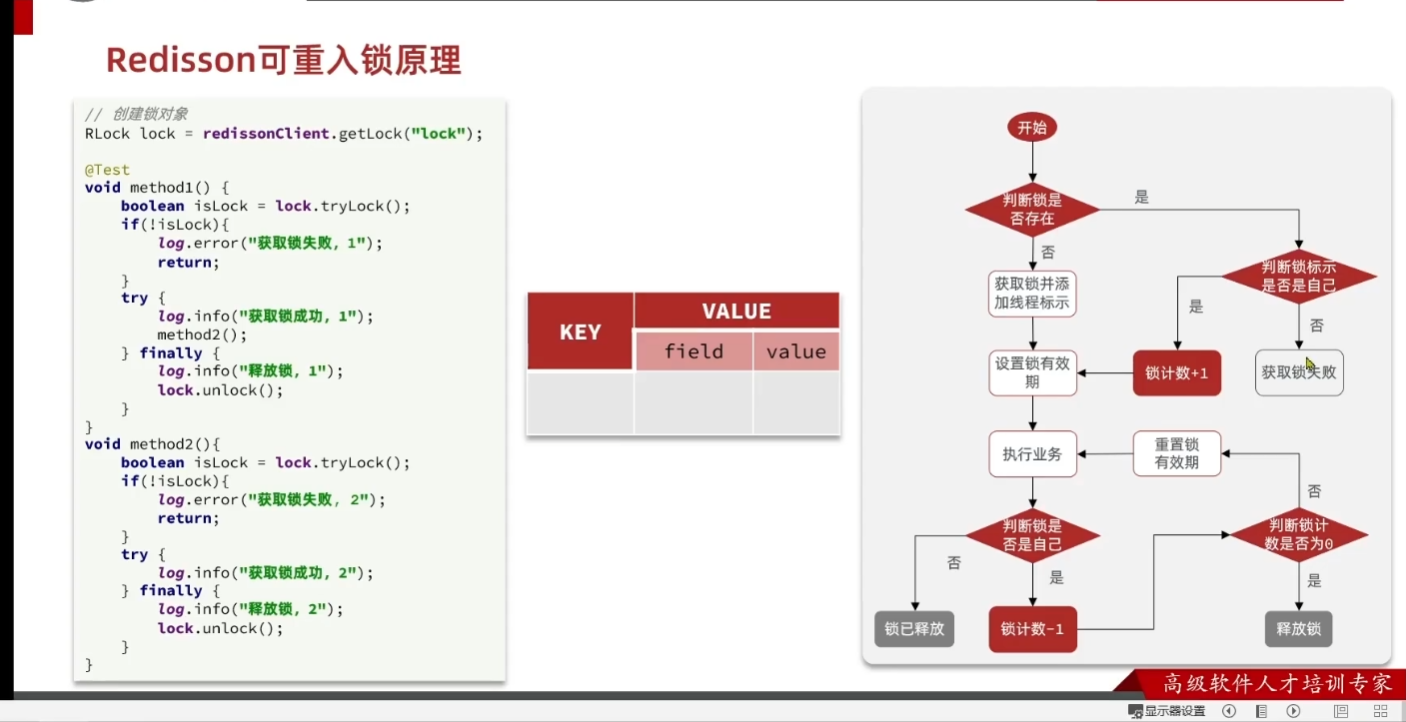 Redisson可重入锁原理
// 创建锁对象
RLock lock = redissonClient.getLock("lock");
@Test
void method1() {
boolean isLock = lock.tryLock();
if(!isLock){
log.error("获取锁失败, 1");
return;
}
try {
log.info("获取锁成功, 1");
method2();
} finally {
log.info("释放锁, 1");
lock.unlock();
}
}
void method2(){
boolean isLock = lock.tryLock();
if(!isLock){
log.error("获取锁失败, 2");
return;
}
try {
log.info("获取锁成功, 2");
} finally {
log.info("释放锁, 2");
lock.unlock();
}
}
KEY
VALUE
field
value
开始
判断锁是
否存在
是
否
判断锁标示
是否是自己
获取锁并添
加线程标示
是
否
设置锁有效
期
锁计数+1
获取锁失败
执行业务
重置锁
有效期
否
判断锁是
否是自己
判断锁计
数是否为0
否
是
是
锁已释放
锁计数-1
释放锁
高级软件人才培训专家
显示器设置